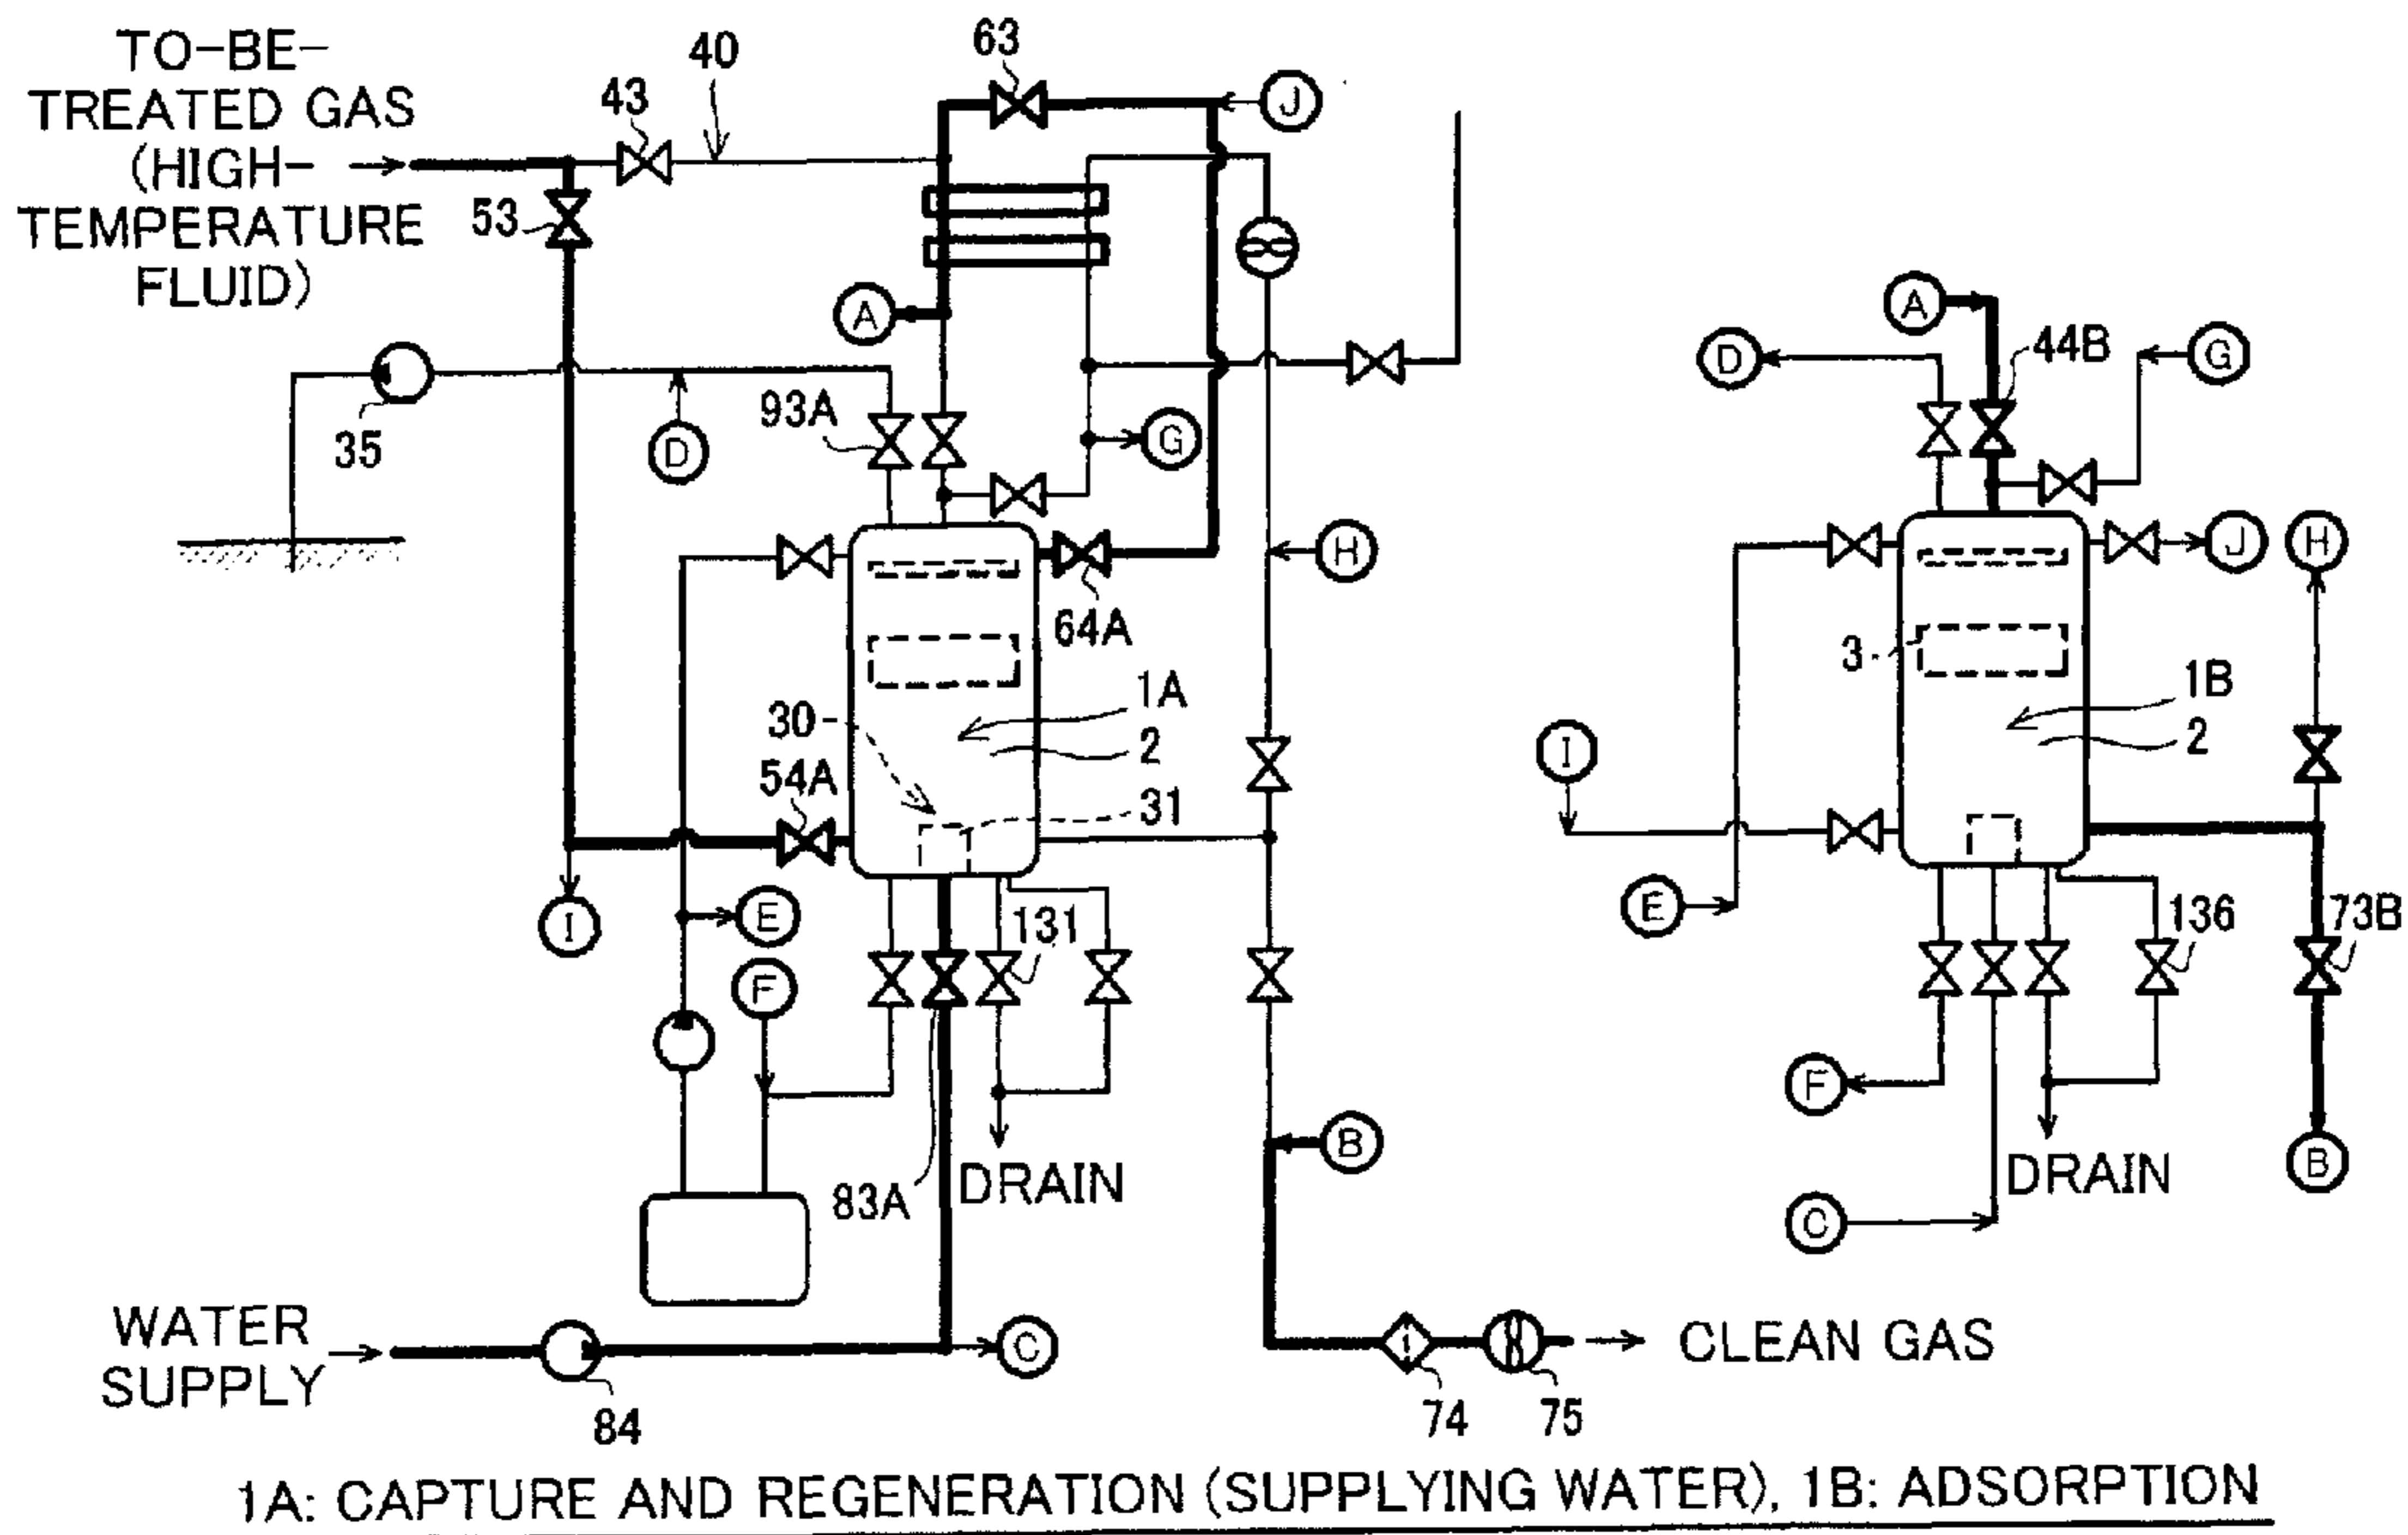 TO-BE-
TREATED GAS
(HIGH-
TEMPERATURE
FLUID)
43
40
63
J
53
A
35
D
93A
G
H
64A
30
1A
2
54A
31
I
E
F
131
83A
DRAIN
B
WATER
SUPPLY
84
C
74
75
CLEAN GAS
A
D
44B
G
J
H
3
1B
2
I
E
136
73B
F
DRAIN
B
C
1A: CAPTURE AND REGENERATION (SUPPLYING WATER), 1B: ADSORPTION